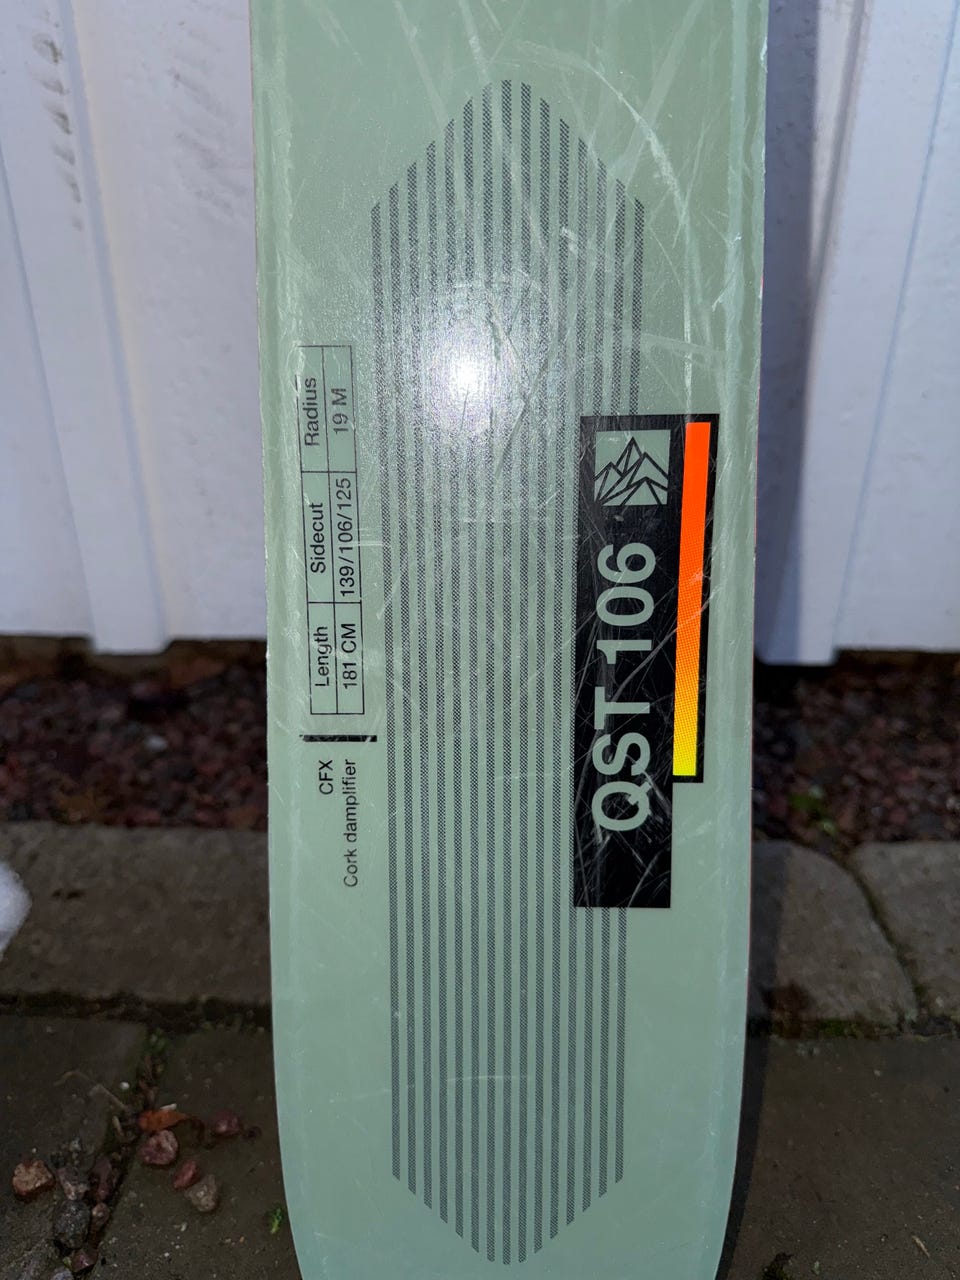 Length Sidecut Radius
181 CM 139/106/125 19 M
CFX
Cork damplifier
QST 106